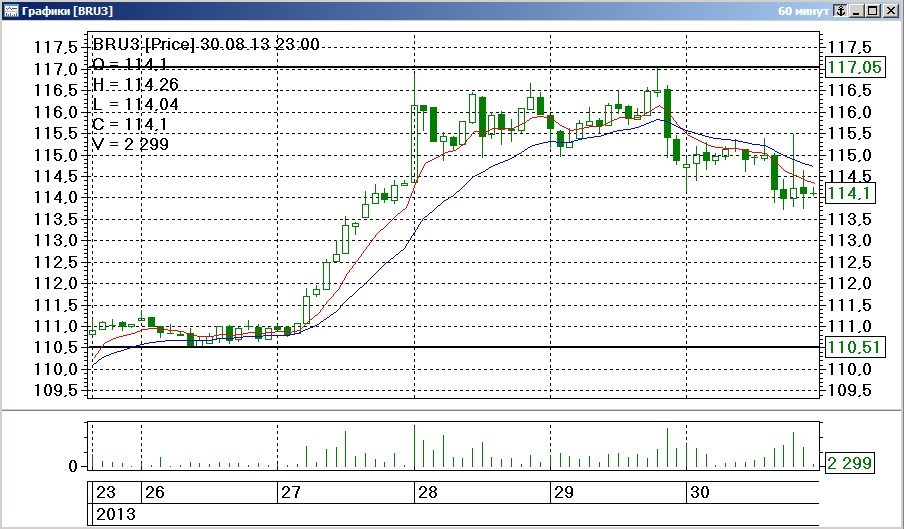 Графики [BRU3] 60 минут
BRU3 [Price] 30.08.13 23:00
O = 114,1
H = 114,26
L = 114,04
C = 114,1
V = 2 299
117,5 117,5
117,0 117,05
116,5 116,5
116,0 116,0
115,5 115,5
115,0 115,0
114,5 114,5
114,0 114,1
113,5 113,5
113,0 113,0
112,5 112,5
112,0 112,0
111,5 111,5
111,0 111,0
110,5 110,51
110,0 110,0
109,5 109,5
0 2 299
23 26 27 28 29 30
2013